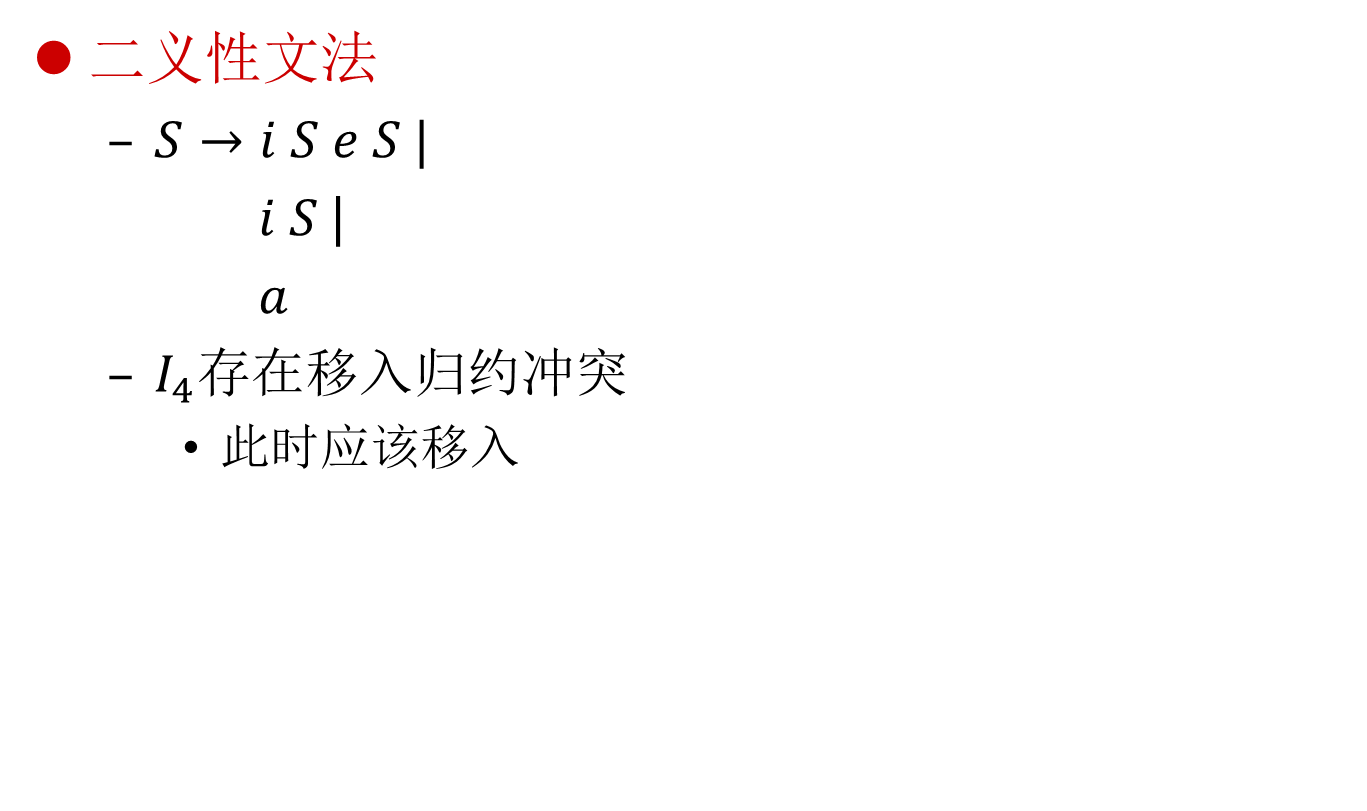 ● 二义性文法
– S → i S e S |
i S |
a
– I₄存在移入归约冲突
• 此时应该移入